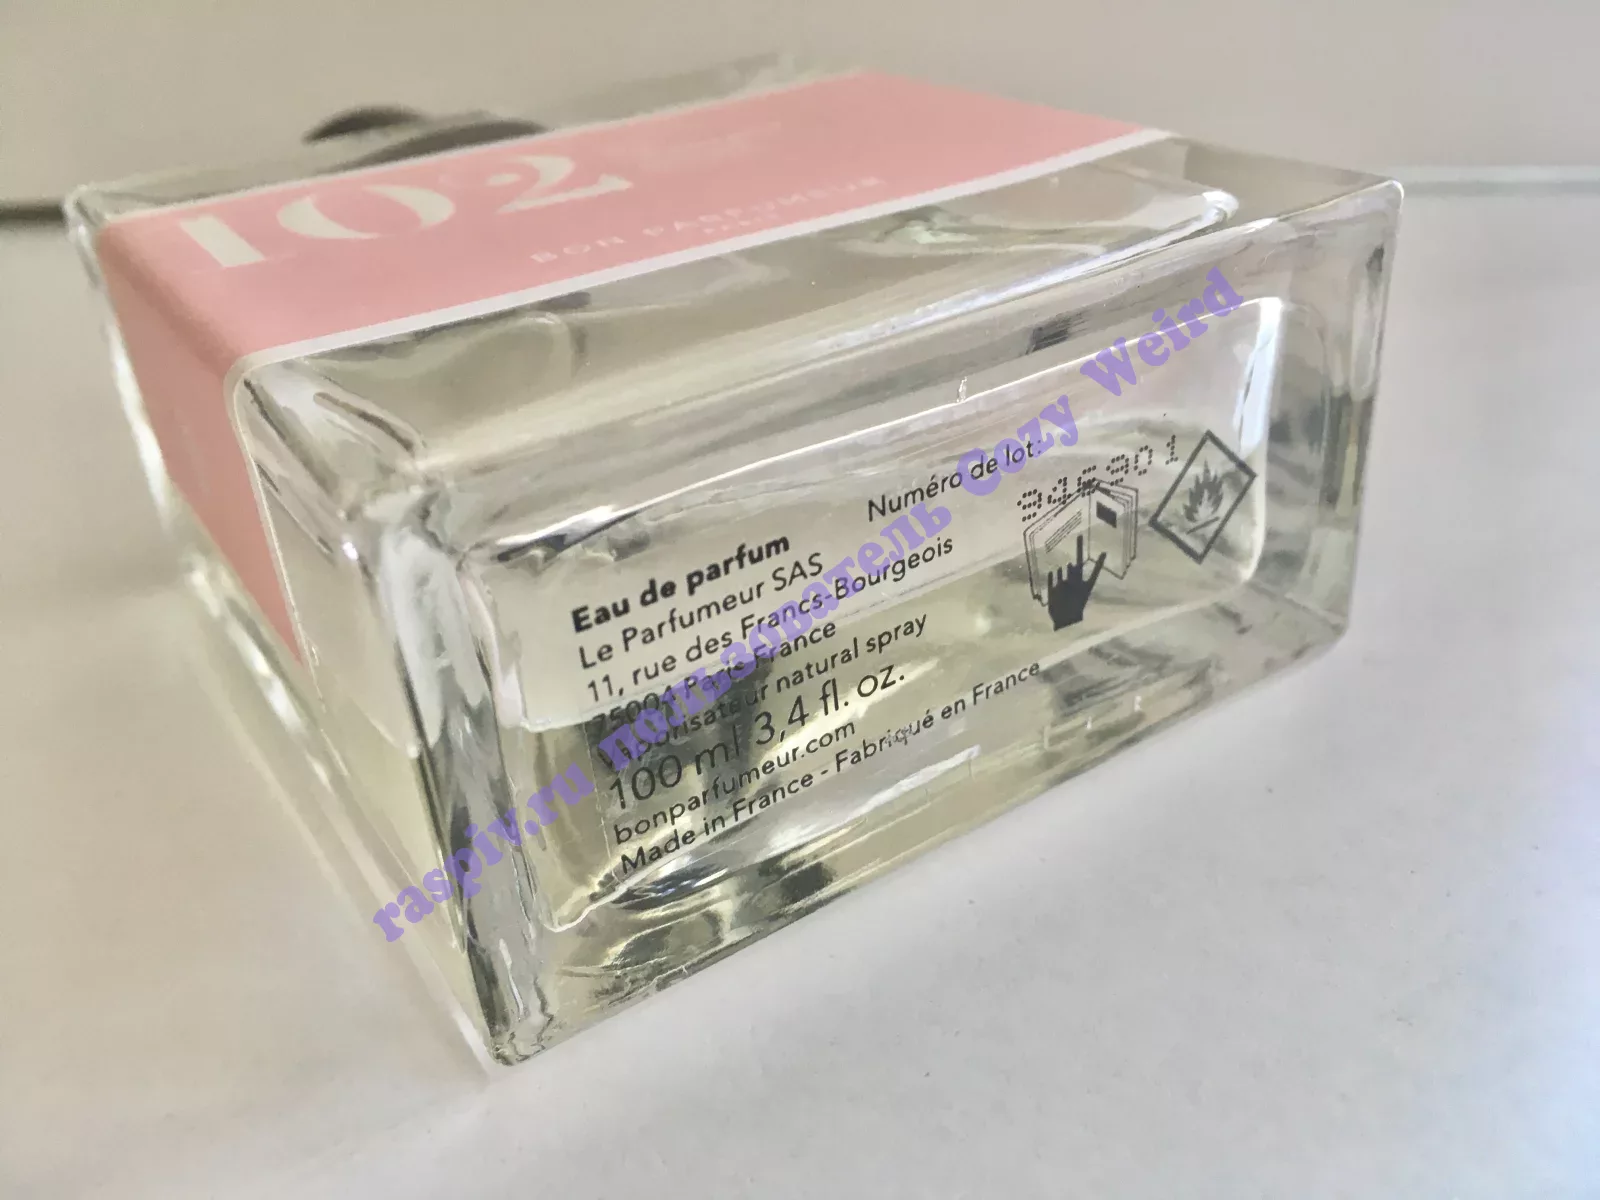 102
BON PARFUMEUR
PARIS
Numéro de lot:
Eau de parfum
Le Parfumeur SAS
11, rue des Francs-Bourgeois
75004 Paris France
Vaporisateur natural spray
100 ml 3,4 fl. oz.
bonparfumeur.com
Made in France - Fabriqué en France
raspiv.ru пользователь Cozy Weird